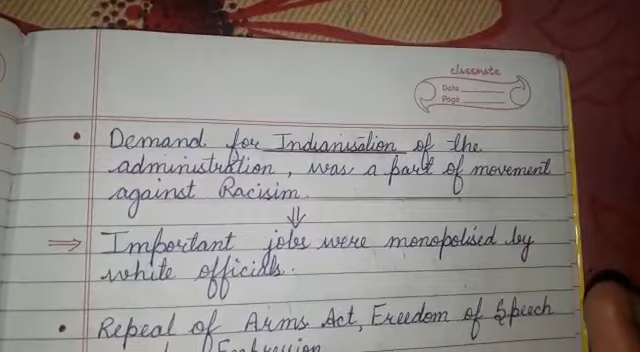 classmate
Date
Page
• Demand for Indianisation of the
administration, was a part of movement
against Racisim.
⇓
⇒ Important jobs were monopolised by
white officials.
• Repeal of Arms Act, Freedom of Speech